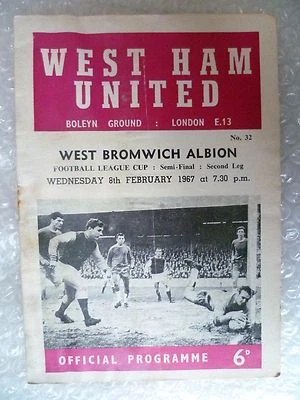 WEST HAM
UNITED
BOLEYN GROUND : LONDON E.13
No. 32
WEST BROMWICH ALBION
FOOTBALL LEAGUE CUP : Semi-Final : Second Leg
WEDNESDAY 8th FEBRUARY 1967 at 7.30 p.m.
OFFICIAL PROGRAMME 6D